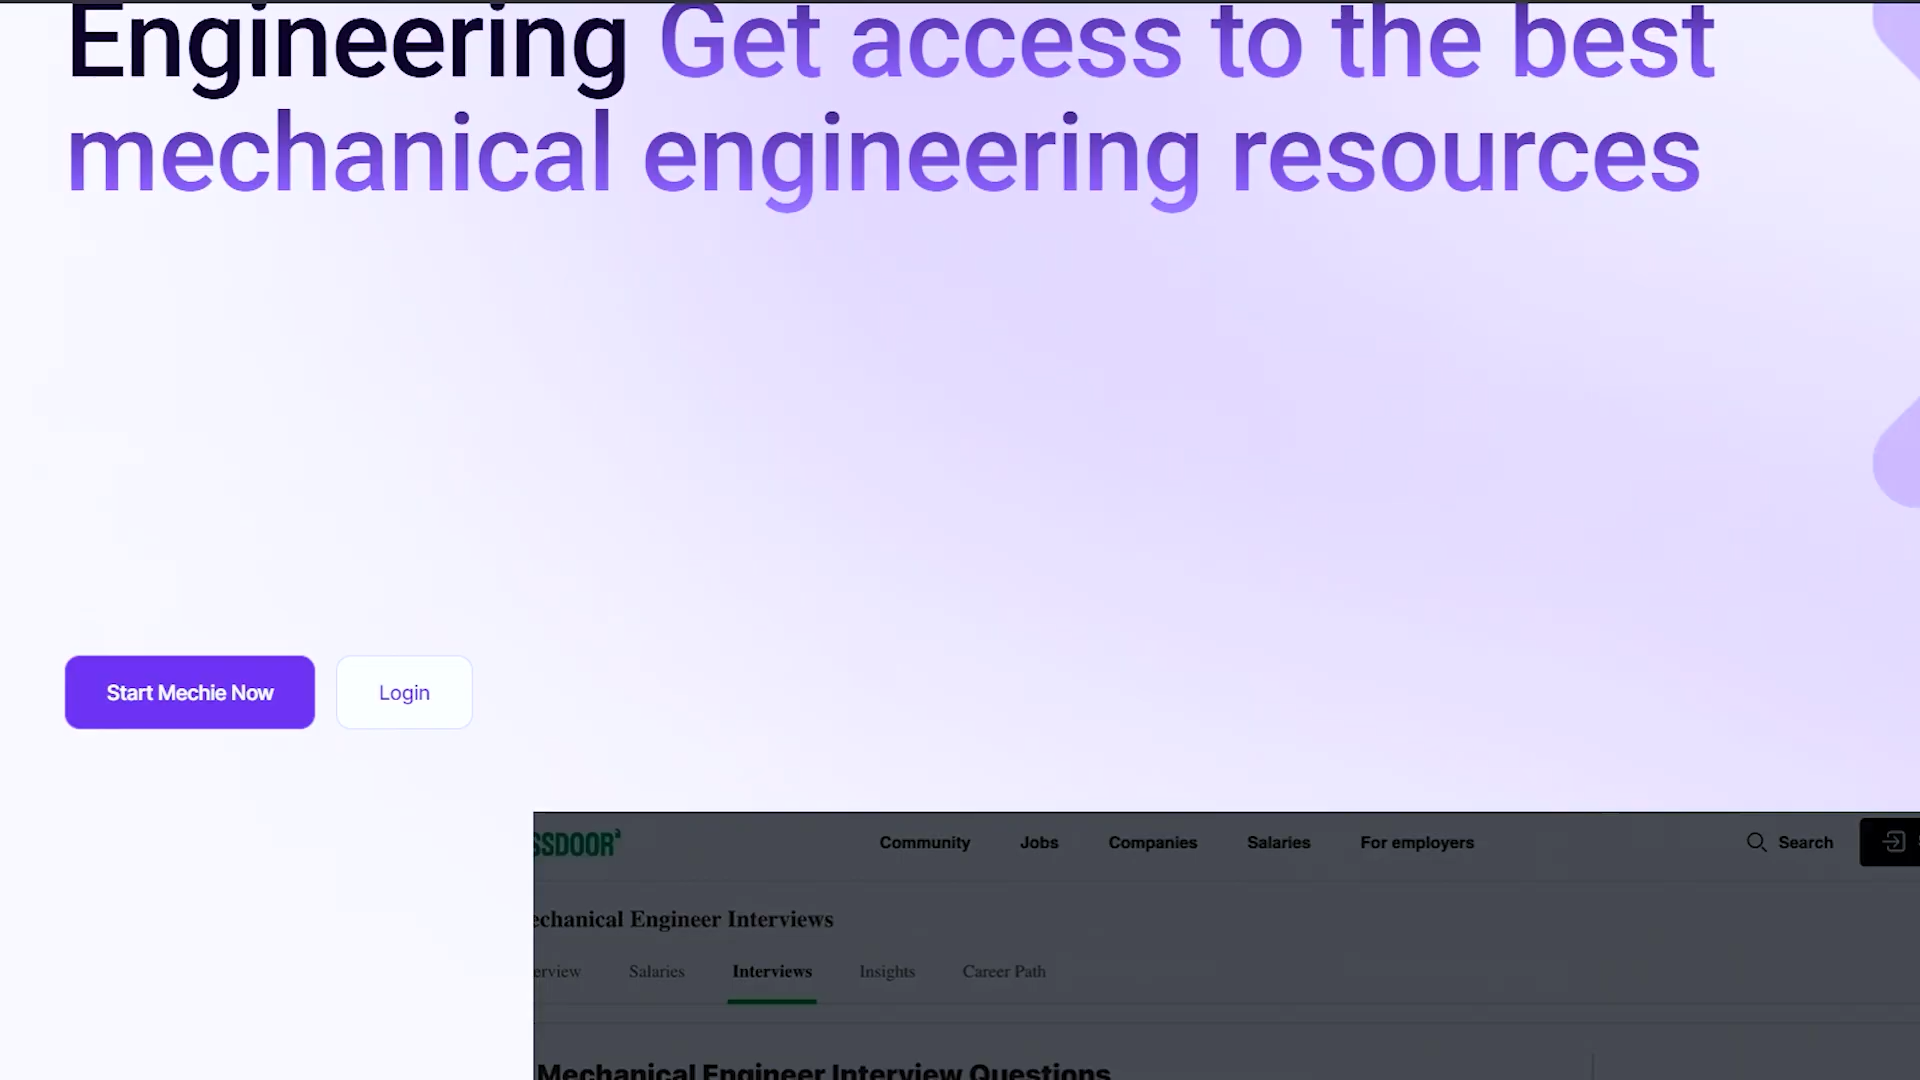 Engineering Get access to the best
mechanical engineering resources
Start Mechie Now
Login
SSDOOR
Community
Jobs
Companies
Salaries
For employers
Search
echanical Engineer Interviews
erview
Salaries
Interviews
Insights
Career Path
Mechanical Engineer Interview Questions